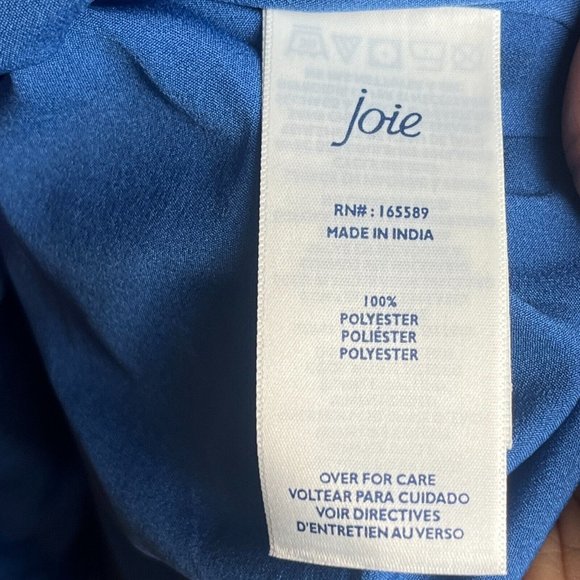 joie
RN#: 165589
MADE IN INDIA
100%
POLYESTER
POLIÉSTER
POLYESTER
OVER FOR CARE
VOLTEAR PARA CUIDADO
VOIR DIRECTIVES
D'ENTRETIEN AU VERSO